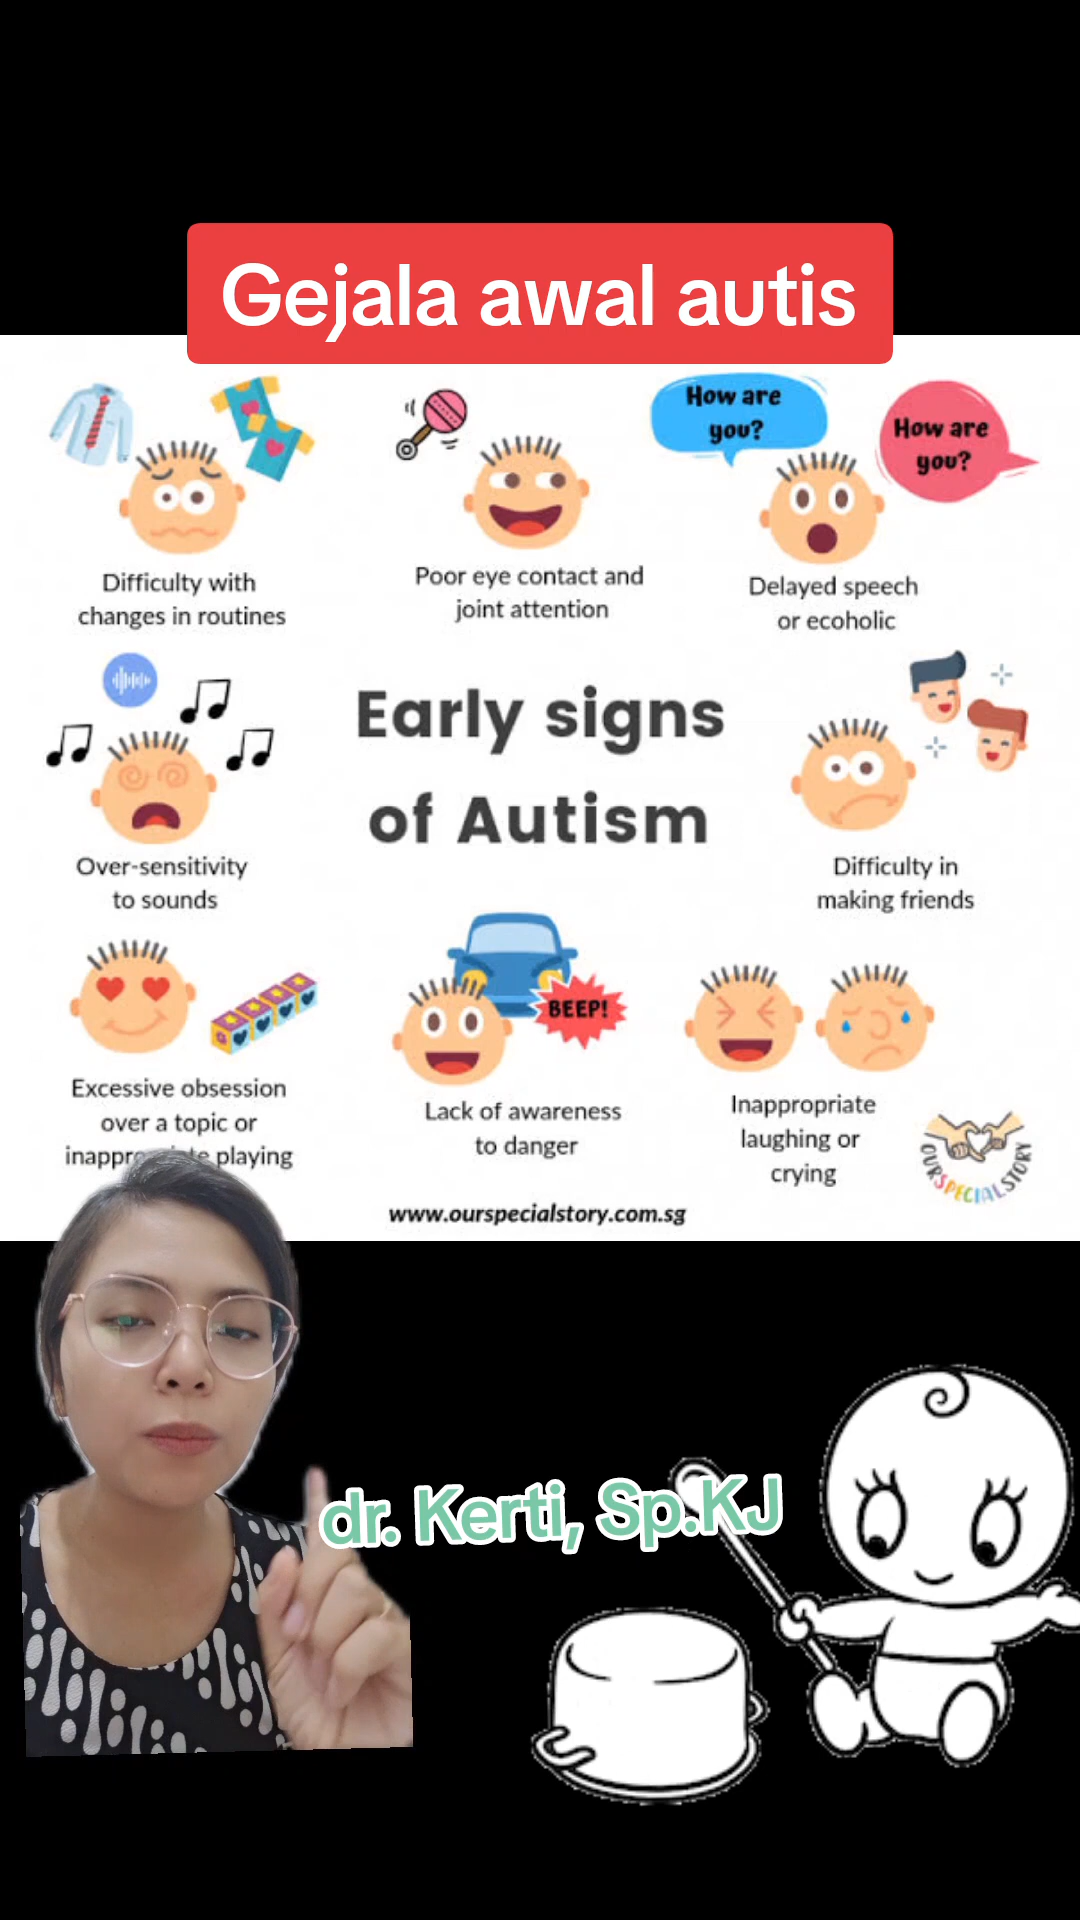 Gejala awal autis
How are
you?
How are
you?
Difficulty with
changes in routines
Poor eye contact and
joint attention
Delayed speech
or ecoholic
Early signs
of Autism
Over-sensitivity
to sounds
Difficulty in
making friends
BEEP!
Excessive obsession
over a topic or
playing
Lack of awareness
to danger
Inappropriate
laughing or
crying
OURSPECIALSTORY
www.ourspecialstory.com.sg
dr. Kerti, Sp.KJ